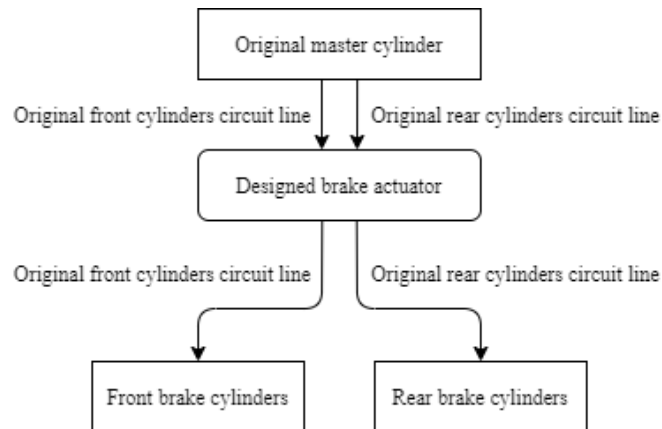 Original master cylinder
Original front cylinders circuit line
Original rear cylinders circuit line
Designed brake actuator
Original front cylinders circuit line
Original rear cylinders circuit line
Front brake cylinders
Rear brake cylinders